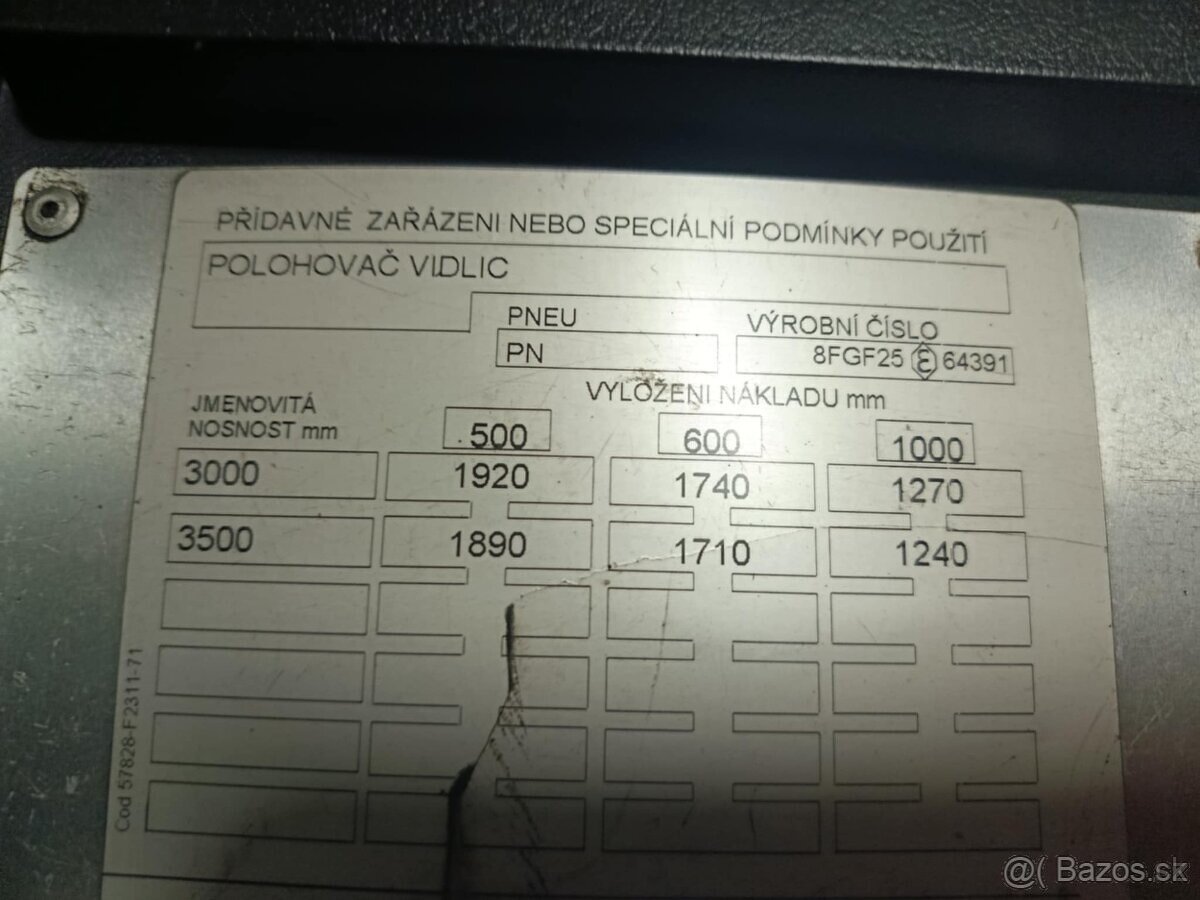 PŘÍDAVNÉ ZAŘÁZENI NEBO SPECIÁLNÍ PODMÍNKY POUŽITÍ
POLOHOVAČ VIDLIC
PNEU
VÝROBNÍ ČÍSLO
PN
8FGF25 ε 64391
VYLOŽENI NÁKLADU mm
JMENOVITÁ
NOSNOST mm
500 600 1000
3000 1920 1740 1270
3500 1890 1710 1240
Cod 57828-F2311-71
@( Bazos.sk